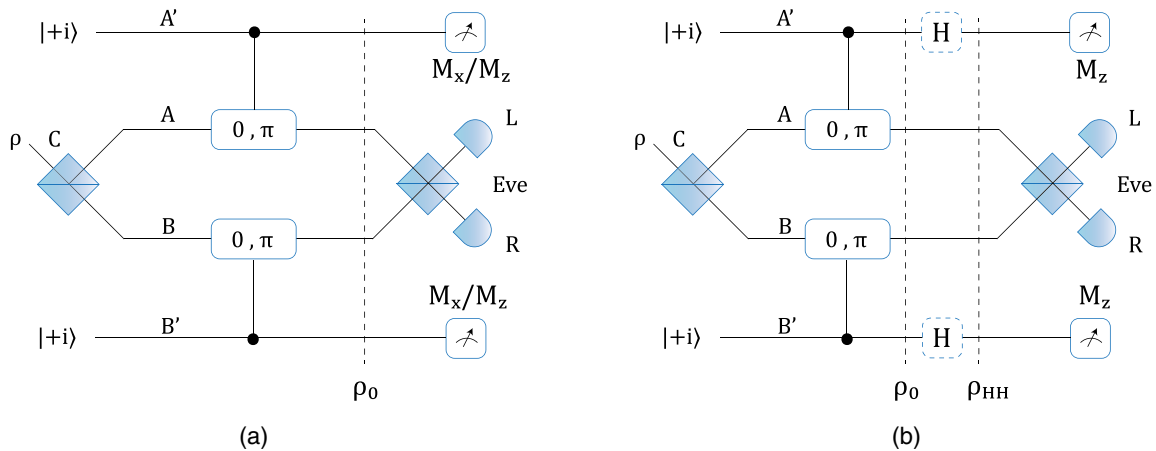 |+i⟩ A'
M_x/M_z
ρ C A 0 , π L
Eve
B 0 , π R
M_x/M_z
|+i⟩ B'
ρ_0
(a)
|+i⟩ A' H
M_z
ρ C A 0 , π L
Eve
B 0 , π R
M_z
|+i⟩ B' H
ρ_0 ρ_HH
(b)